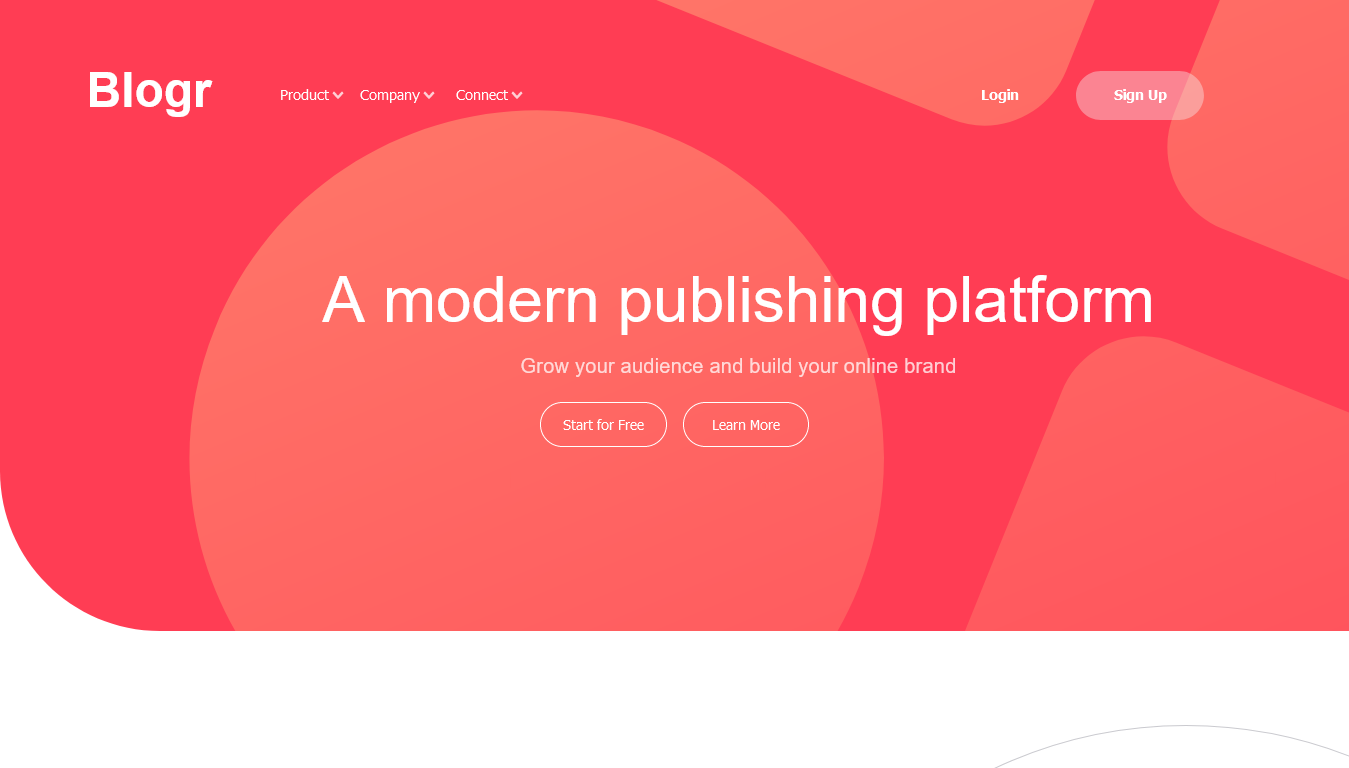 Blogr
Product Company Connect Login Sign Up
A modern publishing platform
Grow your audience and build your online brand
Start for Free Learn More